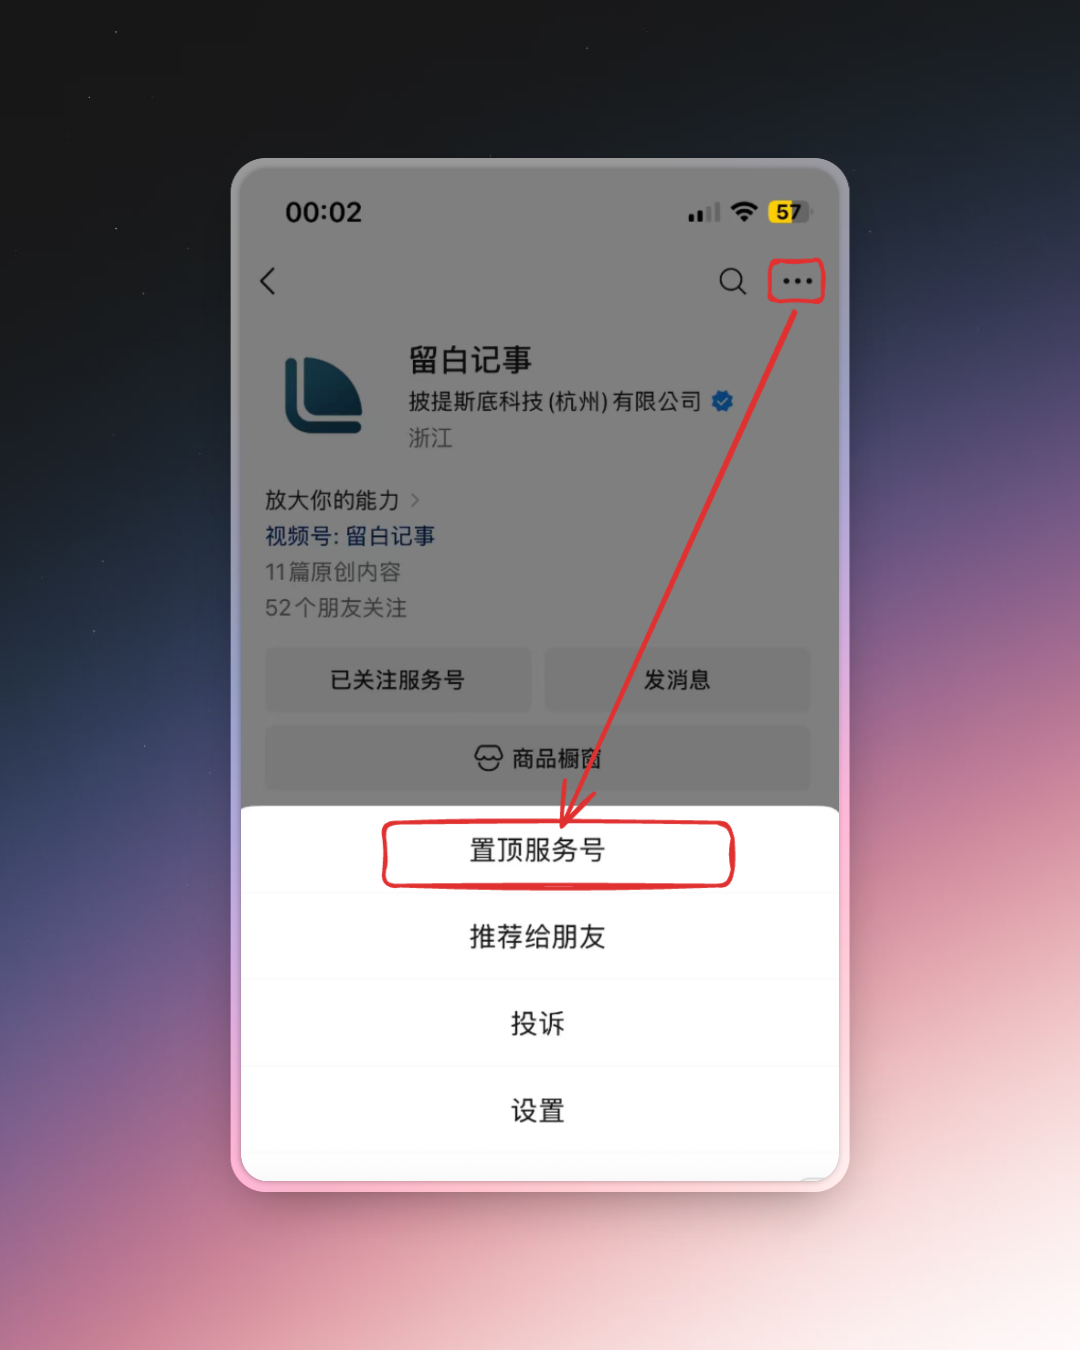 00:02
57
留白记事
披提斯底科技(杭州)有限公司
浙江
放大你的能力
视频号: 留白记事
11篇原创内容
52个朋友关注
已关注服务号
发消息
商品橱窗
置顶服务号
推荐给朋友
投诉
设置